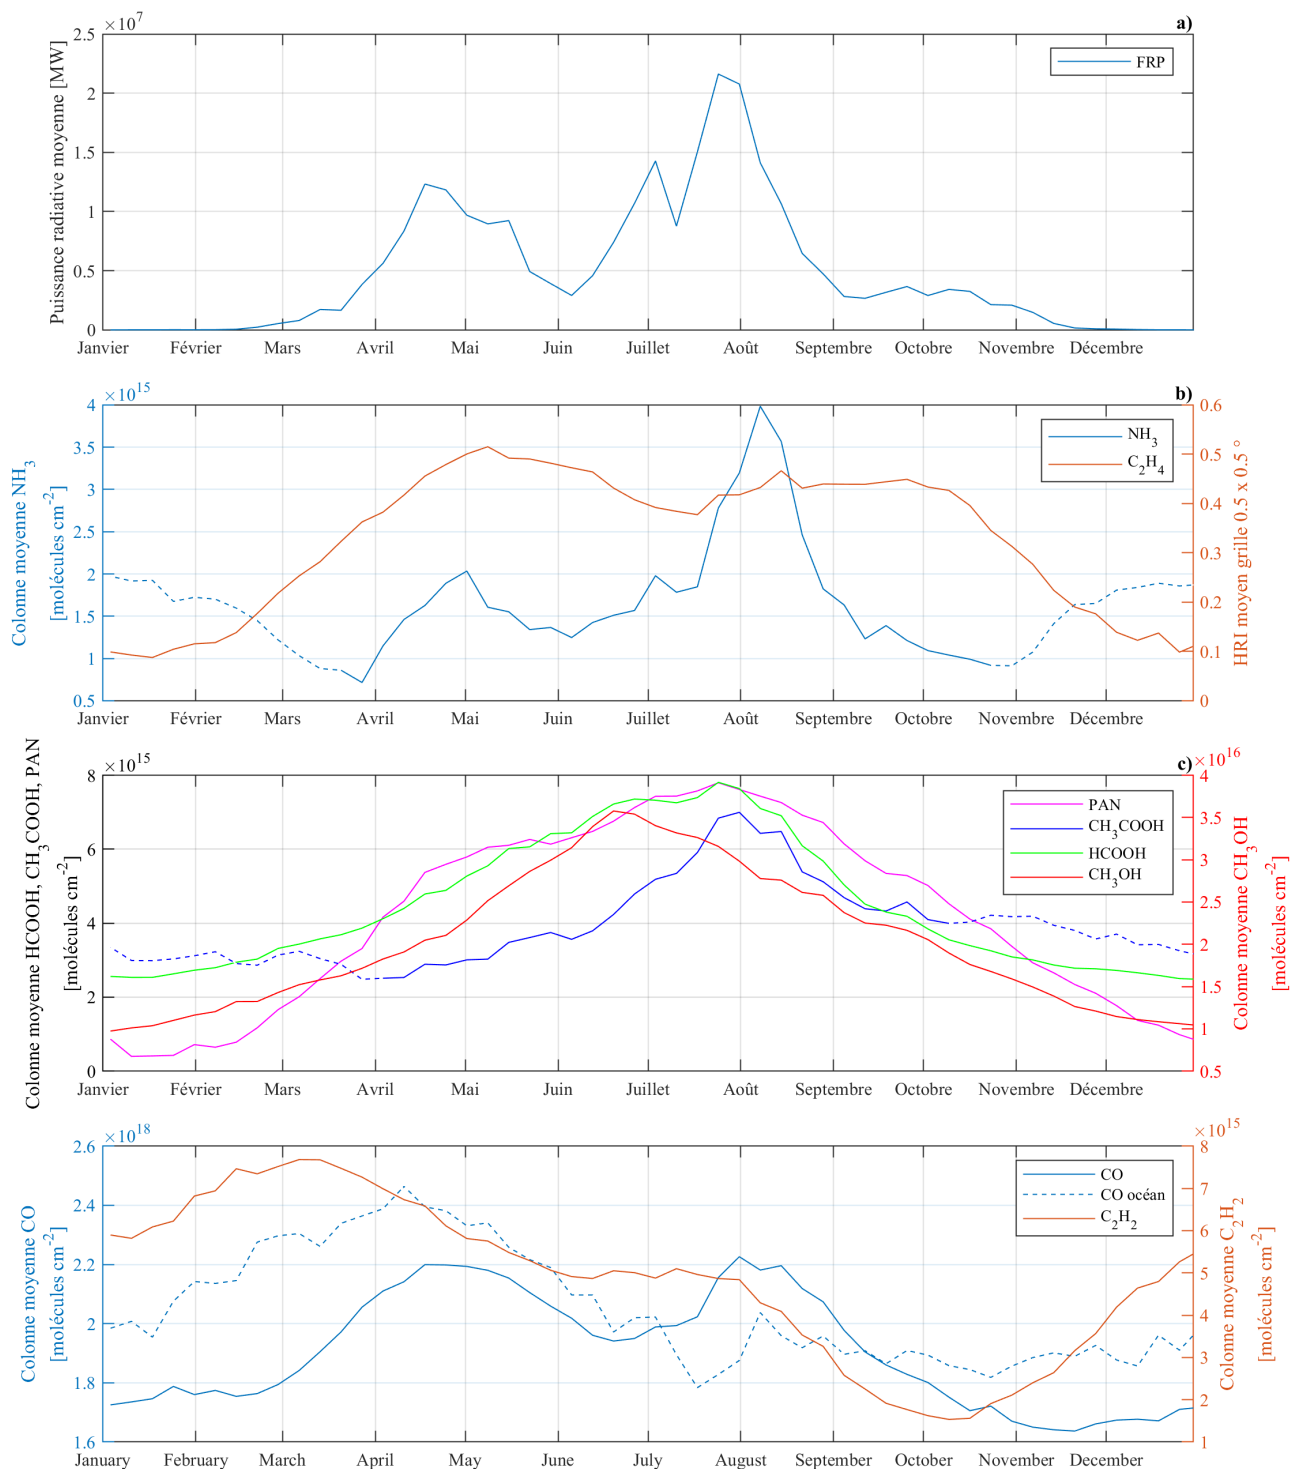 a)
×10^7
Puissance radiative moyenne [MW]
2.5
2
1.5
1
0.5
0
FRP
Janvier Février Mars Avril Mai Juin Juillet Août Septembre Octobre Novembre Décembre
b)
×10^15
Colonne moyenne NH_3
[molécules cm^-2]
4
3.5
3
2.5
2
1.5
1
0.5
NH_3
C_2H_4
0.6
0.5
0.4
0.3
0.2
0.1
0
HRI moyen grille 0.5 x 0.5 °
Janvier Février Mars Avril Mai Juin Juillet Août Septembre Octobre Novembre Décembre
c)
×10^15
Colonne moyenne HCOOH, CH_3COOH, PAN
[molécules cm^-2]
8
6
4
2
0
PAN
CH_3COOH
HCOOH
CH_3OH
×10^16
4
3.5
3
2.5
2
1.5
1
0.5
Colonne moyenne CH_3OH
[molécules cm^-2]
Janvier Février Mars Avril Mai Juin Juillet Août Septembre Octobre Novembre Décembre
×10^18
Colonne moyenne CO
[molécules cm^-2]
2.6
2.4
2.2
2
1.8
1.6
CO
CO océan
C_2H_2
×10^15
8
7
6
5
4
3
2
1
Colonne moyenne C_2H_2
[molécules cm^-2]
January February March April May June July August September October November December